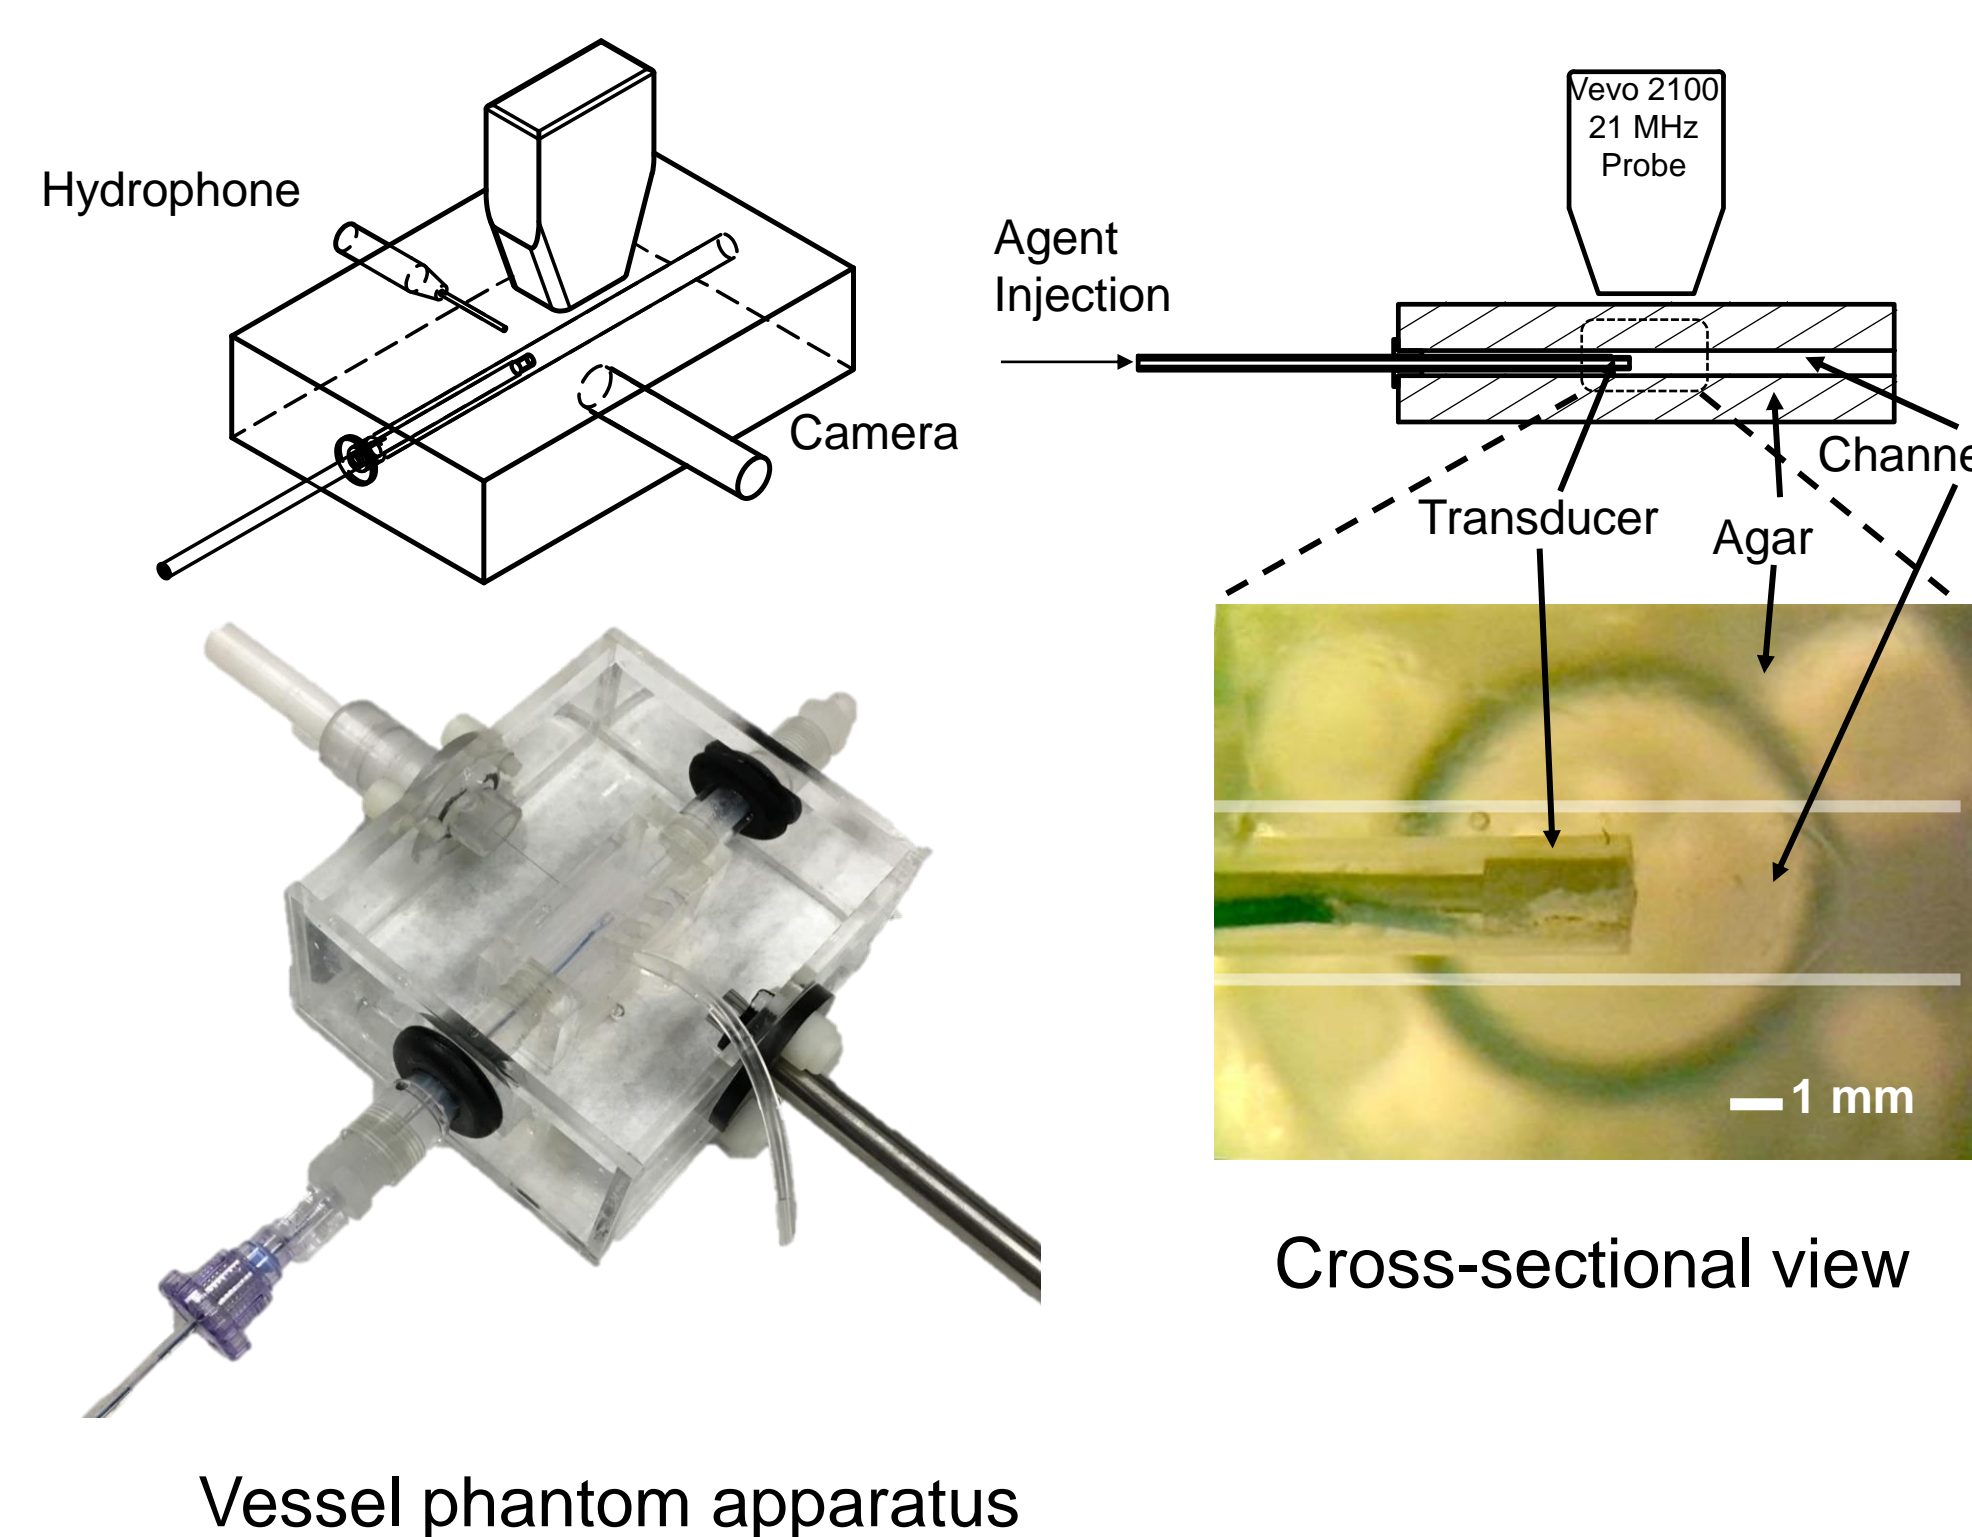 Hydrophone
Camera
Vevo 2100
21 MHz
Probe
Agent
Injection
Channe
Transducer
Agar
1 mm
Cross-sectional view
Vessel phantom apparatus